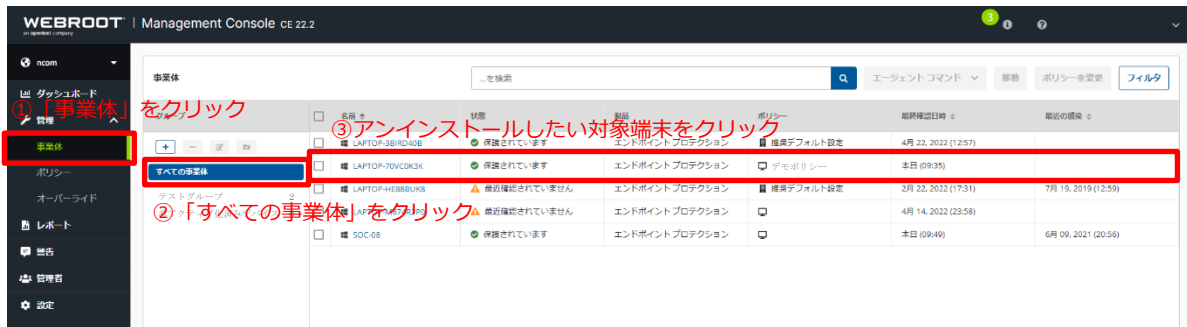 WEBROOT Management Console CE 22.2
an opentext company
3
ncom
ダッシュボード
①「事業体」をクリック
管理
事業体
ポリシー
オーバーライド
レポート
警告
管理者
設定
事業体
...を検索
エージェントコマンド
移動
ポリシーを変更
フィルタ
グループ
すべての事業体
テストグループ 2
②「すべての事業体」をクリック
名前 状態 製品 ポリシー 最終確認日時 最近の感染
③アンインストールしたい対象端末をクリック
LAPTOP-3BIRD40B 保護されています エンドポイント プロテクション 推奨デフォルト設定 4月 22, 2022 (12:57)
LAPTOP-70VC0K3K 保護されています エンドポイント プロテクション デモポリシー 本日 (09:35)
LAPTOP-HE88BUK8 最近確認されていません エンドポイント プロテクション 推奨デフォルト設定 2月 22, 2022 (17:31) 7月 19, 2019 (12:59)
最近確認されていません エンドポイント プロテクション 4月 14, 2022 (23:58)
SOC-08 保護されています エンドポイント プロテクション 本日 (09:49) 6月 09, 2021 (20:56)